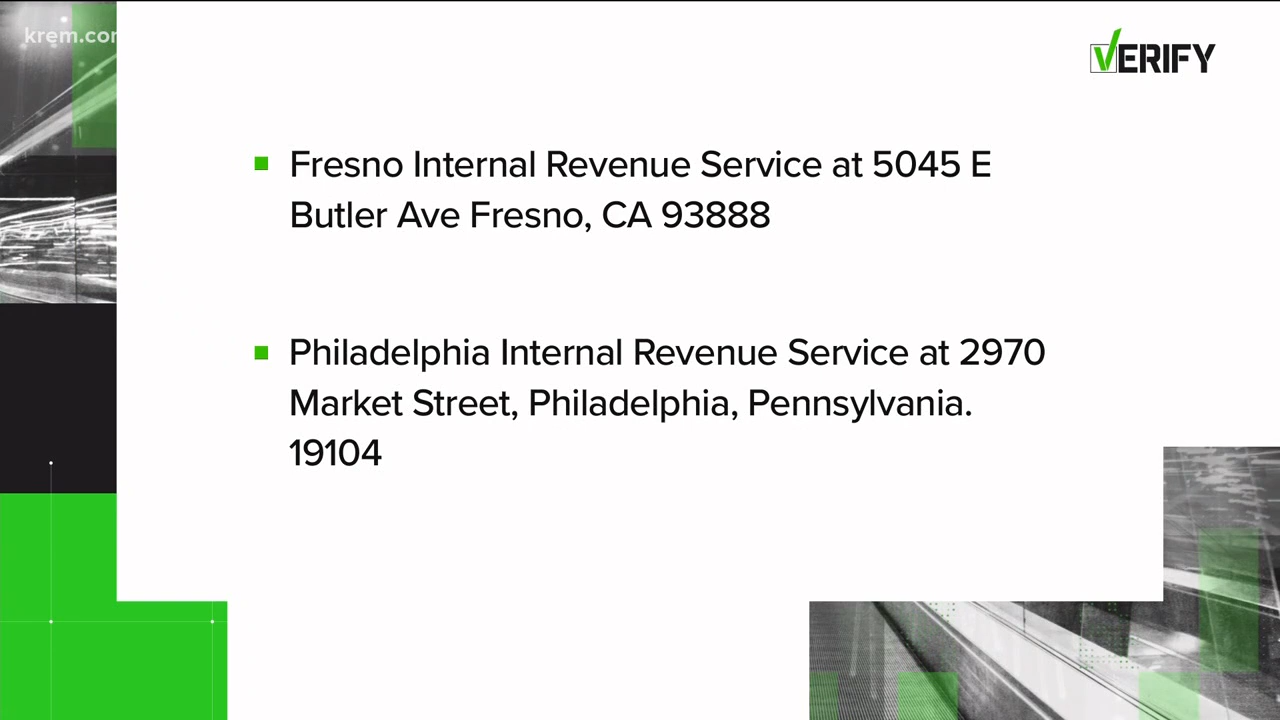 krem.com
VERIFY
Fresno Internal Revenue Service at 5045 E
Butler Ave Fresno, CA 93888
Philadelphia Internal Revenue Service at 2970
Market Street, Philadelphia, Pennsylvania.
19104